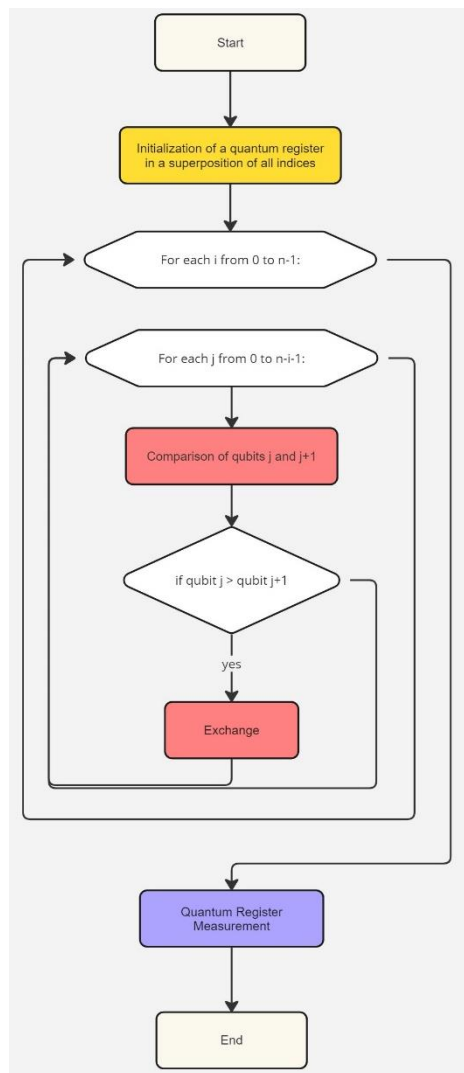 Start
Initialization of a quantum register
in a superposition of all indices
For each i from 0 to n-1:
For each j from 0 to n-i-1:
Comparison of qubits j and j+1
if qubit j > qubit j+1
yes
Exchange
Quantum Register
Measurement
End